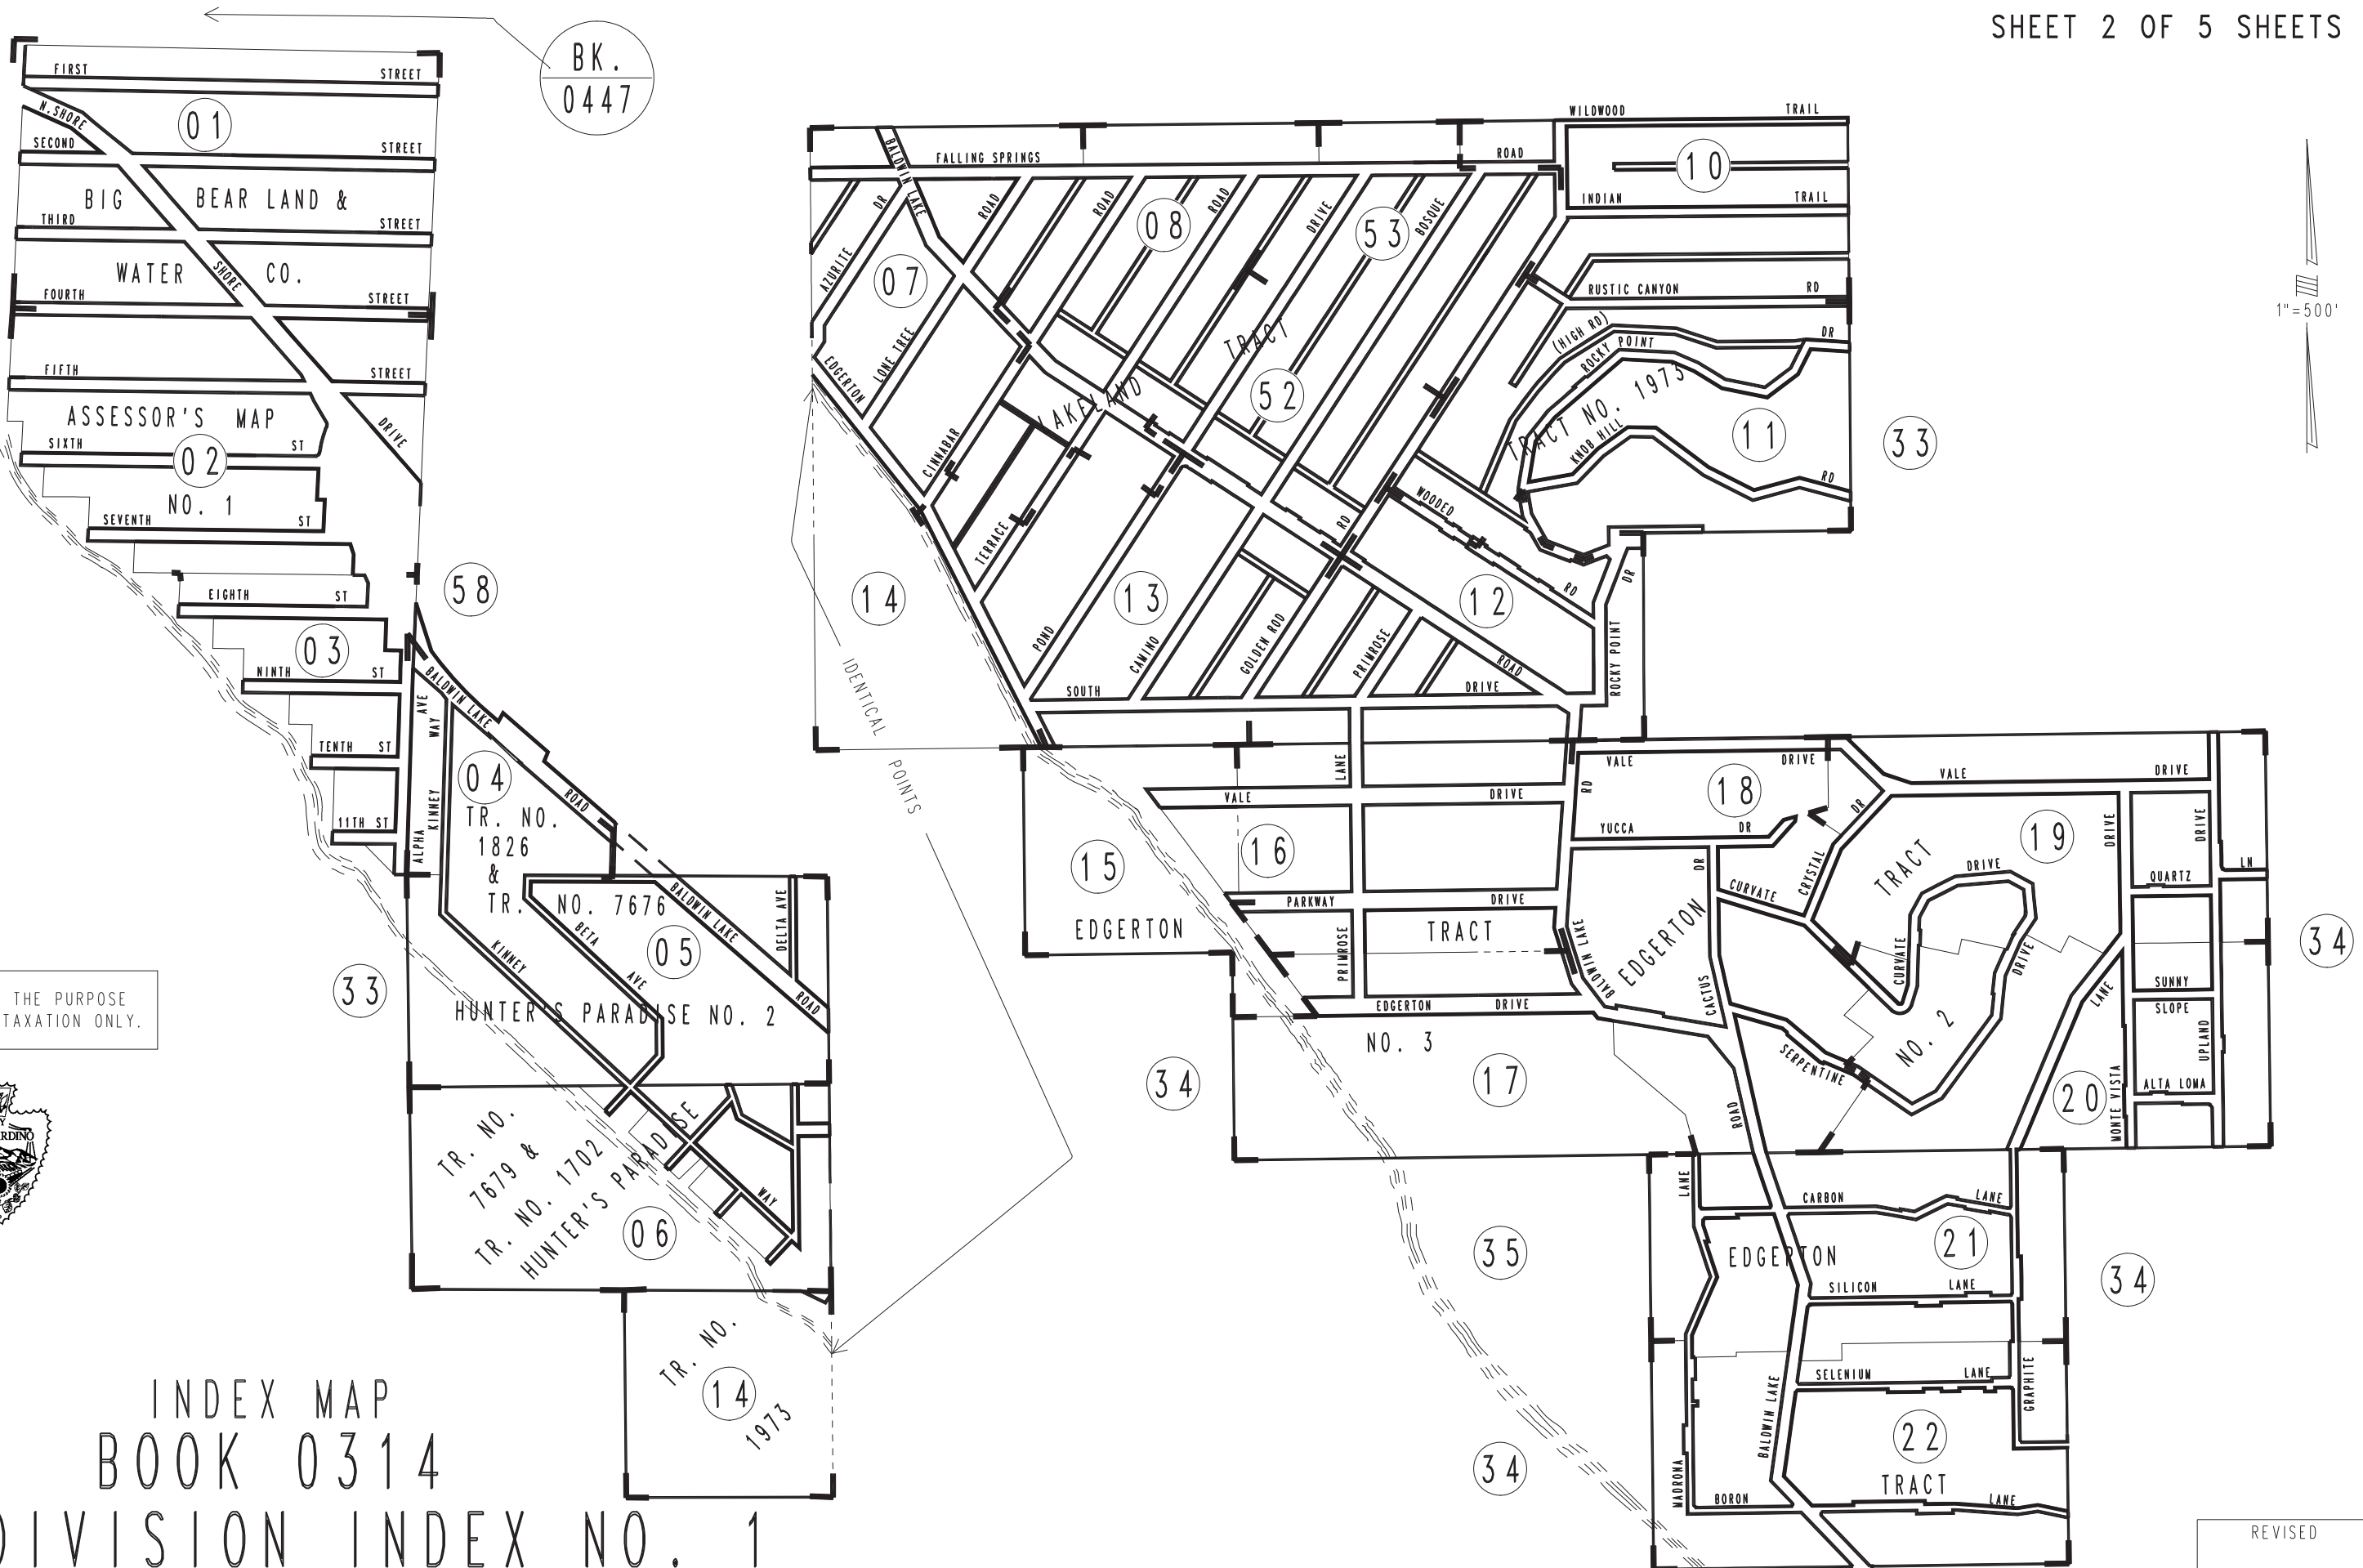 SHEET 2 OF 5 SHEETS
BK.
0447
FIRST STREET
01
N. SHORE
SECOND STREET
BIG BEAR LAND &
THIRD STREET
WATER CO.
SHORE
FOURTH STREET
FIFTH STREET
ASSESSOR'S MAP
DRIVE
SIXTH ST
02
NO. 1
SEVENTH ST
58
EIGHTH ST
03
NINTH ST
TENTH ST
11TH ST
BALDWIN LAKE
ROAD
ALPHA AVE
KINNEY WAY
04
TR. NO.
1826
&
TR. NO. 7676
BETA AVE
05
BALDWIN LAKE
ROAD
DELTA AVE
KINNEY
33
HUNTER'S PARADISE NO. 2
TR. NO.
7679 &
TR. NO. 1702
HUNTER'S PARADISE
WAY
06
TR. NO.
14
1973
THE PURPOSE
TAXATION ONLY.
RDINO
INDEX MAP
BOOK 0314
DIVISION INDEX NO. 1
WILDWOOD TRAIL
10
INDIAN TRAIL
FALLING SPRINGS ROAD
BALDWIN LAKE
AZURITE DR
07
LONE TREE ROAD
EDGERTON
CINNABAR ROAD
08
TERRACE ROAD
POND DRIVE
53
CAMINO BOSQUE
TRACT
LAKELAND
52
GOLDEN ROD RD
PRIMROSE
RUSTIC CANYON RD
(HIGH RD)
ROCKY POINT DR
TRACT NO. 1973
KNOB HILL RD
11
33
WOODED RD
12
13
14
ROCKY POINT DR
ROAD
SOUTH DRIVE
IDENTICAL POINTS
1"=500'
VALE DRIVE
LANE
15
16
PARKWAY DRIVE
PRIMROSE
EDGERTON TRACT
EDGERTON DRIVE
NO. 3
34
17
VALE DRIVE
VALE DRIVE
RD
18
YUCCA DR
CRYSTAL DR
CURVATE
CACTUS DR
BALDWIN LAKE
EDGERTON
TRACT
NO. 2
19
CURVATE DRIVE
DRIVE
SERPENTINE
ROAD
LANE
DRIVE
DRIVE
LN
QUARTZ
34
SUNNY
SLOPE
UPLAND
ALTA LOMA
MONTE VISTA
20
LANE
CARBON LANE
35
EDGERTON
21
SILICON LANE
34
SELENIUM LANE
GRAPHITE
BALDWIN LAKE
22
TRACT
34
MADRONA
BORON LANE
REVISED